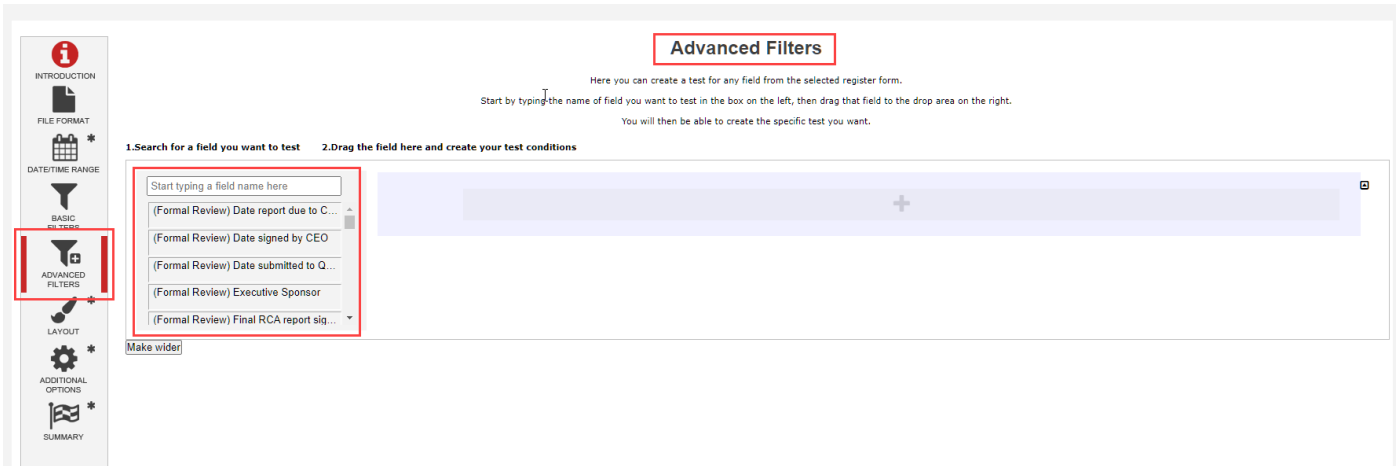 Advanced Filters
Here you can create a test for any field from the selected register form.
Start by typing the name of field you want to test in the box on the left, then drag that field to the drop area on the right.
You will then be able to create the specific test you want.
INTRODUCTION
FILE FORMAT
*
DATE/TIME RANGE
BASIC
FILTERS
ADVANCED
FILTERS
*
LAYOUT
*
ADDITIONAL
OPTIONS
*
SUMMARY
1.Search for a field you want to test 2.Drag the field here and create your test conditions
Start typing a field name here
(Formal Review) Date report due to C...
(Formal Review) Date signed by CEO
(Formal Review) Date submitted to Q...
(Formal Review) Executive Sponsor
(Formal Review) Final RCA report sig...
Make wider